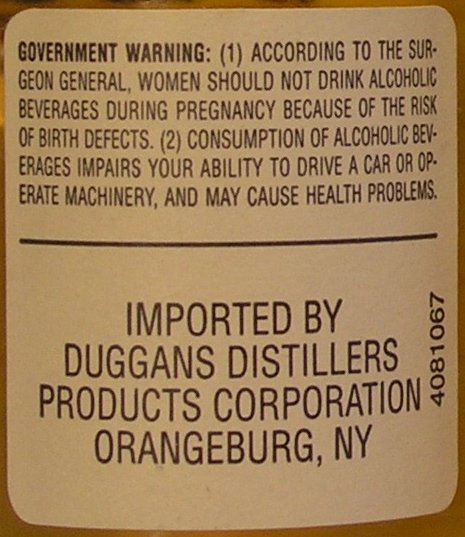 GOVERNMENT WARNING: (1) ACCORDING TO THE SUR-
GEON GENERAL, WOMEN SHOULD NOT DRINK ALCOHOLIC
BEVERAGES DURING PREGNANCY BECAUSE OF THE RISK
OF BIRTH DEFECTS. (2) CONSUMPTION OF ALCOHOLIC BEV-
ERAGES IMPAIRS YOUR ABILITY TO DRIVE A CAR OR OP-
ERATE MACHINERY, AND MAY CAUSE HEALTH PROBLEMS.
IMPORTED BY
DUGGANS DISTILLERS
PRODUCTS CORPORATION
ORANGEBURG, NY
4081067